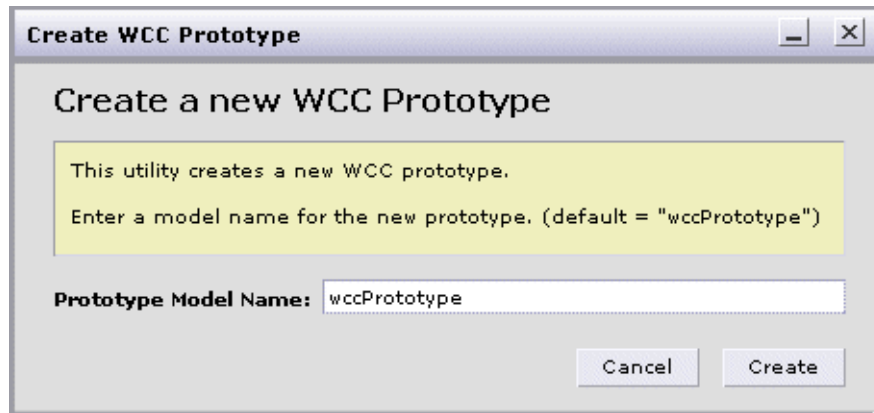 Create WCC Prototype
Create a new WCC Prototype
This utility creates a new WCC prototype.
Enter a model name for the new prototype. (default = "wccPrototype")
Prototype Model Name: wccPrototype
Cancel Create